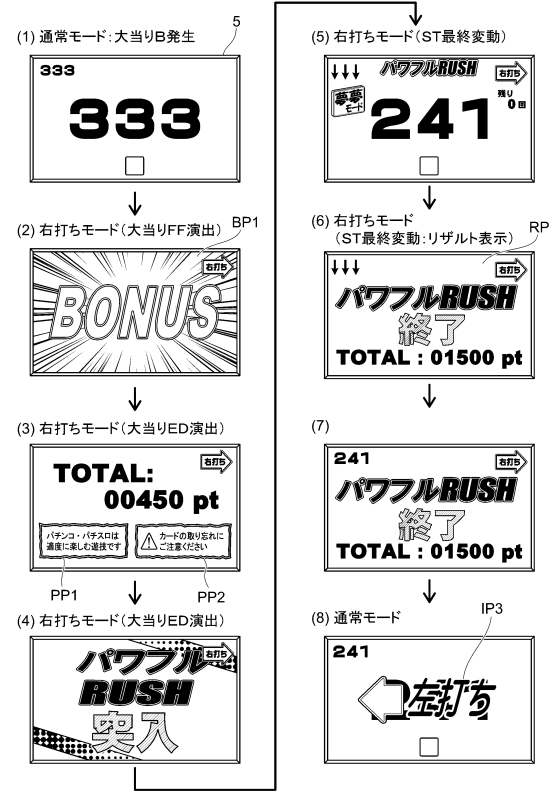 (1) 通常モード：大当りB発生
5
333
333
(2) 右打ちモード（大当りFF演出）
BP1
右打ち
BONUS
(3) 右打ちモード（大当りED演出）
右打ち
TOTAL:
00450 pt
パチンコ・パチスロは
適度に楽しむ遊技です
カードの取り忘れに
ご注意ください
PP1
PP2
(4) 右打ちモード（大当りED演出）
右打ち
パワフル
RUSH
突入
(5) 右打ちモード（ST最終変動）
↓↓↓
パワフルRUSH
右打ち
夢夢
モード
241
残り
0回
(6) 右打ちモード
（ST最終変動：リザルト表示）
RP
↓↓↓
右打ち
パワフルRUSH
終了
TOTAL : 01500 pt
(7)
241
右打ち
パワフルRUSH
終了
TOTAL : 01500 pt
(8) 通常モード
IP3
241
左打ち